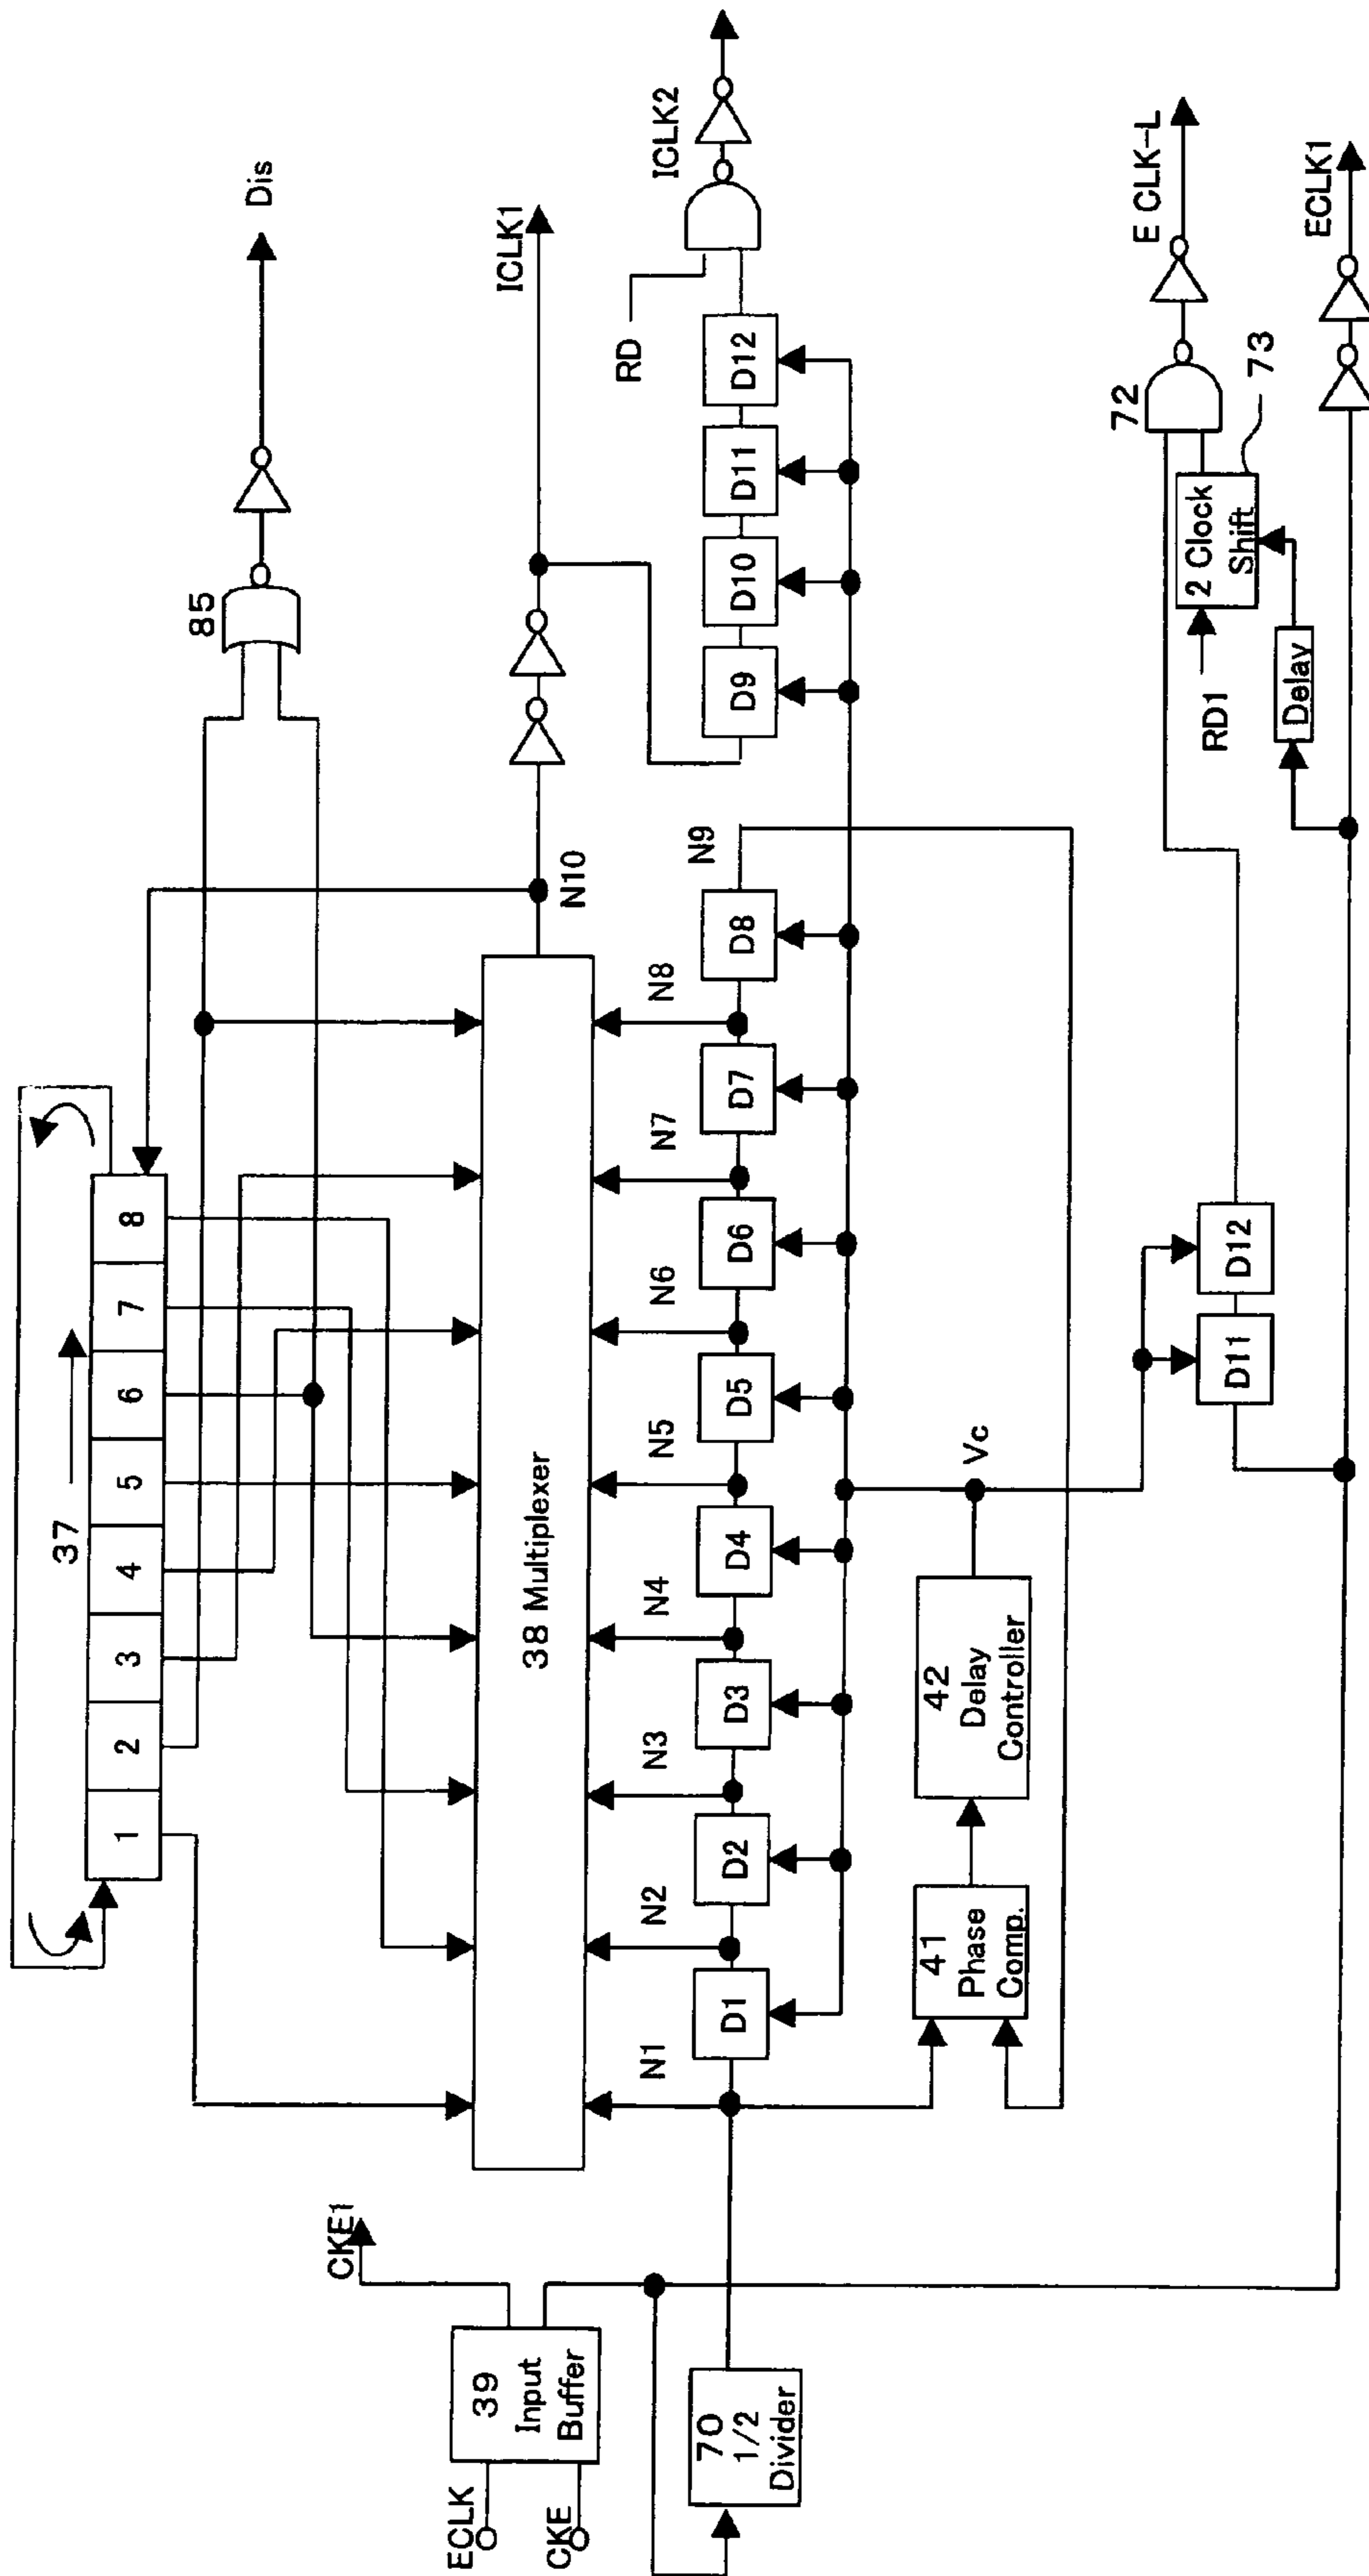 37
1 2 3 4 5 6 7 8
85
Dis
38 Multiplexer
N10
ICLK1
CKE1
ECLK
CKE
39
Input
Buffer
70
1/2
Divider
N1
N2
N3
N4
N5
N6
N7
N8
N9
D1
D2
D3
D4
D5
D6
D7
D8
D9
D10
D11
D12
RD
ICLK2
41
Phase
Comp.
42
Delay
Controller
Vc
D11
D12
RD1
2 Clock
Shift
73
72
E CLK-L
Delay
ECLK1